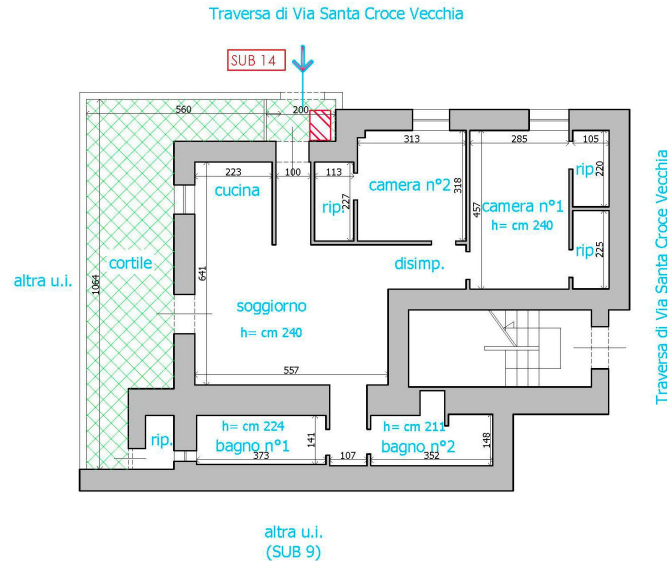 Traversa di Via Santa Croce Vecchia
SUB 14
560
200
313
285
105
223
100
113
cucina
rip.
227
camera n°2
318
457
camera n°1
h= cm 240
rip.
220
rip.
225
altra u.i.
1064
cortile
641
disimp.
soggiorno
h= cm 240
557
Traversa di Via Santa Croce Vecchia
rip.
h= cm 224
bagno n°1
373
141
107
h= cm 211
bagno n°2
352
148
altra u.i.
(SUB 9)